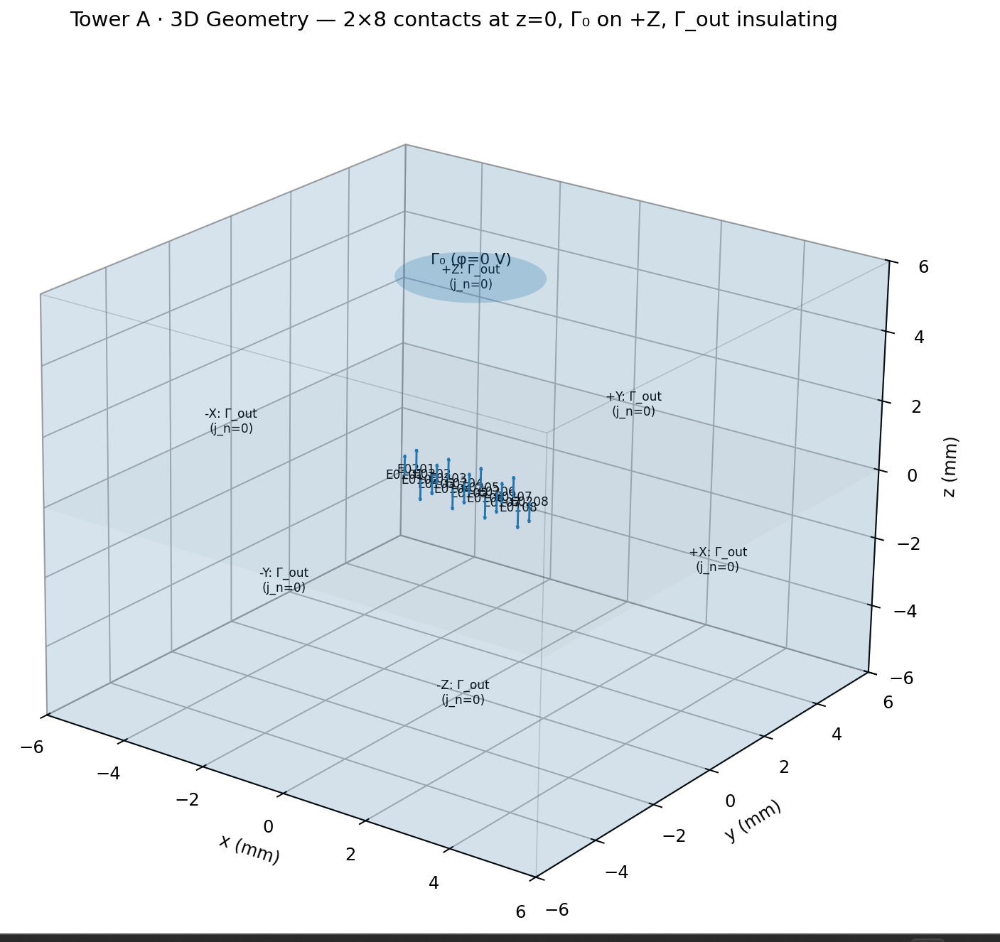 Tower A · 3D Geometry — 2×8 contacts at z=0, Γ₀ on +Z, Γ_out insulating
Γ₀ (φ=0 V)
+Z: Γ_out
(j_n=0)
6
4
+Y: Γ_out
(j_n=0)
2
-X: Γ_out
(j_n=0)
z (mm)
0
E0201
E0208
E0108
−2
+X: Γ_out
(j_n=0)
-Y: Γ_out
(j_n=0)
−4
−6
-Z: Γ_out
(j_n=0)
6
4
2
0
y (mm)
−2
−4
−6
−6
−4
−2
0
x (mm)
2
4
6